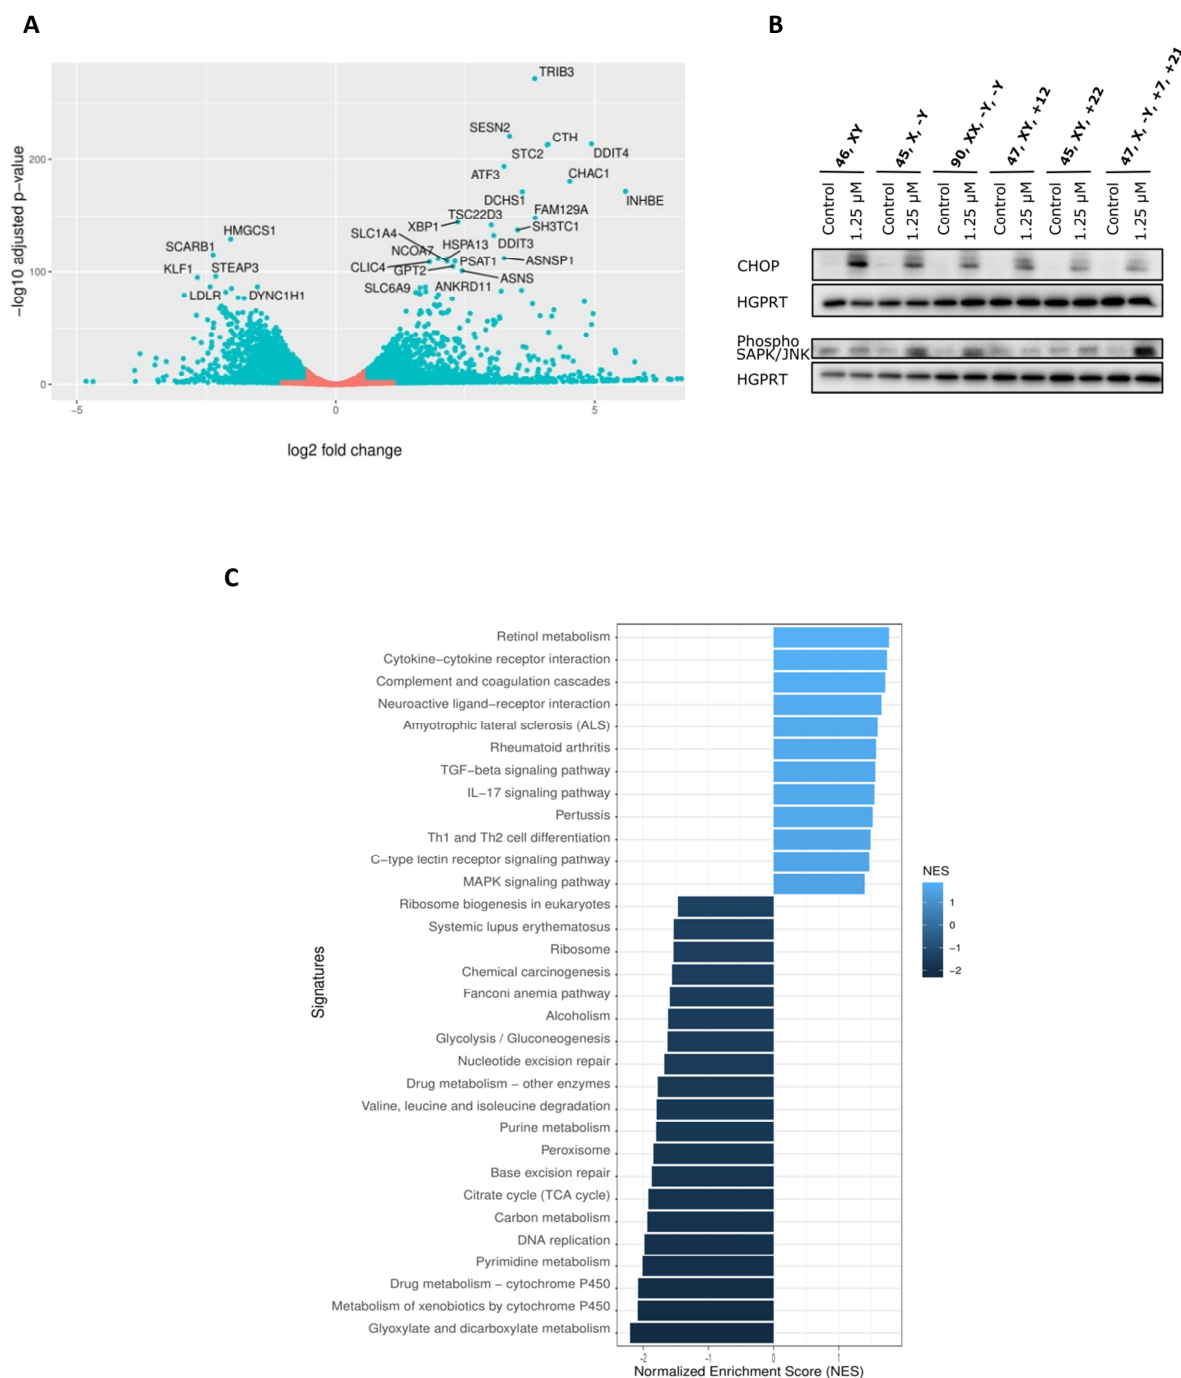 A
B
TRIB3
SESN2
CTH
STC2
DDIT4
ATF3
CHAC1
DCHS1
INHBE
FAM129A
TSC22D3
XBP1
SH3TC1
SLC1A4
HSPA13
DDIT3
NCOA7
PSAT1
ASNSP1
CLIC4
GPT2
ASNS
SLC6A9
ANKRD11
HMGCS1
SCARB1
KLF1
STEAP3
LDLR
DYNC1H1
−log10 adjusted p−value
200
100
0
−5
0
5
log2 fold change
46, XY
45, X, -Y
90, XX, -Y, -Y
47, XY, +12
45, XY, +22
47, X, -Y, +7, +21
Control
1.25 µM
Control
1.25 µM
Control
1.25 µM
Control
1.25 µM
Control
1.25 µM
Control
1.25 µM
CHOP
HGPRT
Phospho
SAPK/JNK
HGPRT
C
Retinol metabolism
Cytokine−cytokine receptor interaction
Complement and coagulation cascades
Neuroactive ligand−receptor interaction
Amyotrophic lateral sclerosis (ALS)
Rheumatoid arthritis
TGF−beta signaling pathway
IL−17 signaling pathway
Pertussis
Th1 and Th2 cell differentiation
C−type lectin receptor signaling pathway
MAPK signaling pathway
Ribosome biogenesis in eukaryotes
Systemic lupus erythematosus
Ribosome
Chemical carcinogenesis
Fanconi anemia pathway
Alcoholism
Glycolysis / Gluconeogenesis
Nucleotide excision repair
Drug metabolism − other enzymes
Valine, leucine and isoleucine degradation
Purine metabolism
Peroxisome
Base excision repair
Citrate cycle (TCA cycle)
Carbon metabolism
DNA replication
Pyrimidine metabolism
Drug metabolism − cytochrome P450
Metabolism of xenobiotics by cytochrome P450
Glyoxylate and dicarboxylate metabolism
Signatures
-2
-1
0
1
Normalized Enrichment Score (NES)
NES
1
0
−1
−2